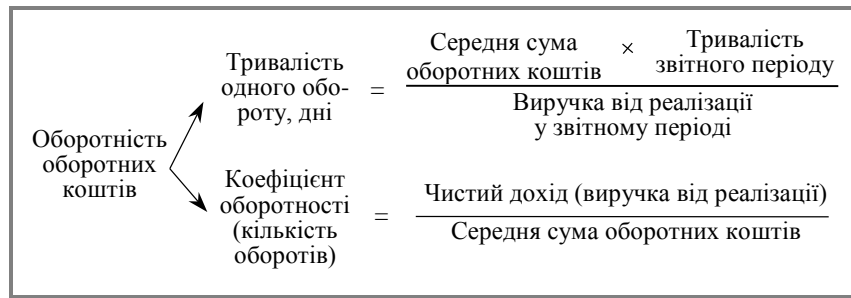 Оборотність
оборотних
коштів
Тривалість
одного обо-
роту, дні
=
Середня сума
оборотних коштів
×
Тривалість
звітного періоду
Виручка від реалізації
у звітному періоді
Коефіцієнт
оборотності
(кількість
оборотів)
=
Чистий дохід (виручка від реалізації)
Середня сума оборотних коштів